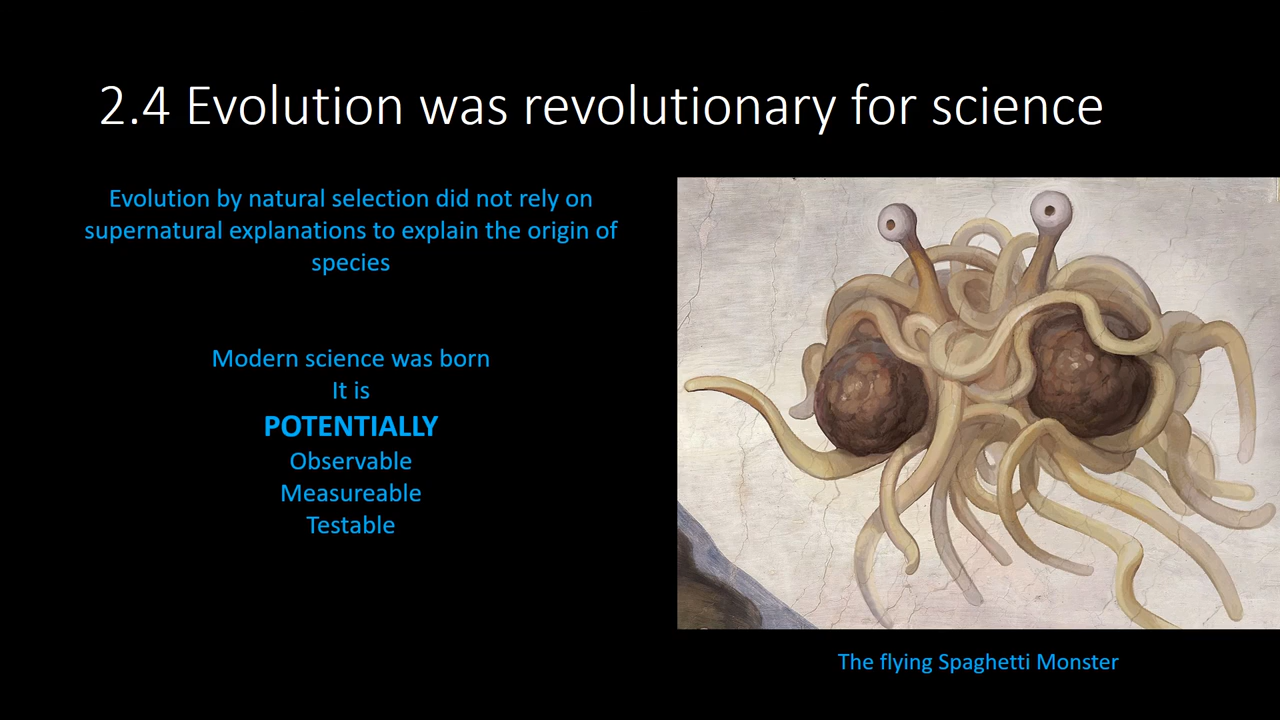 2.4 Evolution was revolutionary for science
Evolution by natural selection did not rely on
supernatural explanations to explain the origin of
species
Modern science was born
It is
POTENTIALLY
Observable
Measureable
Testable
The flying Spaghetti Monster